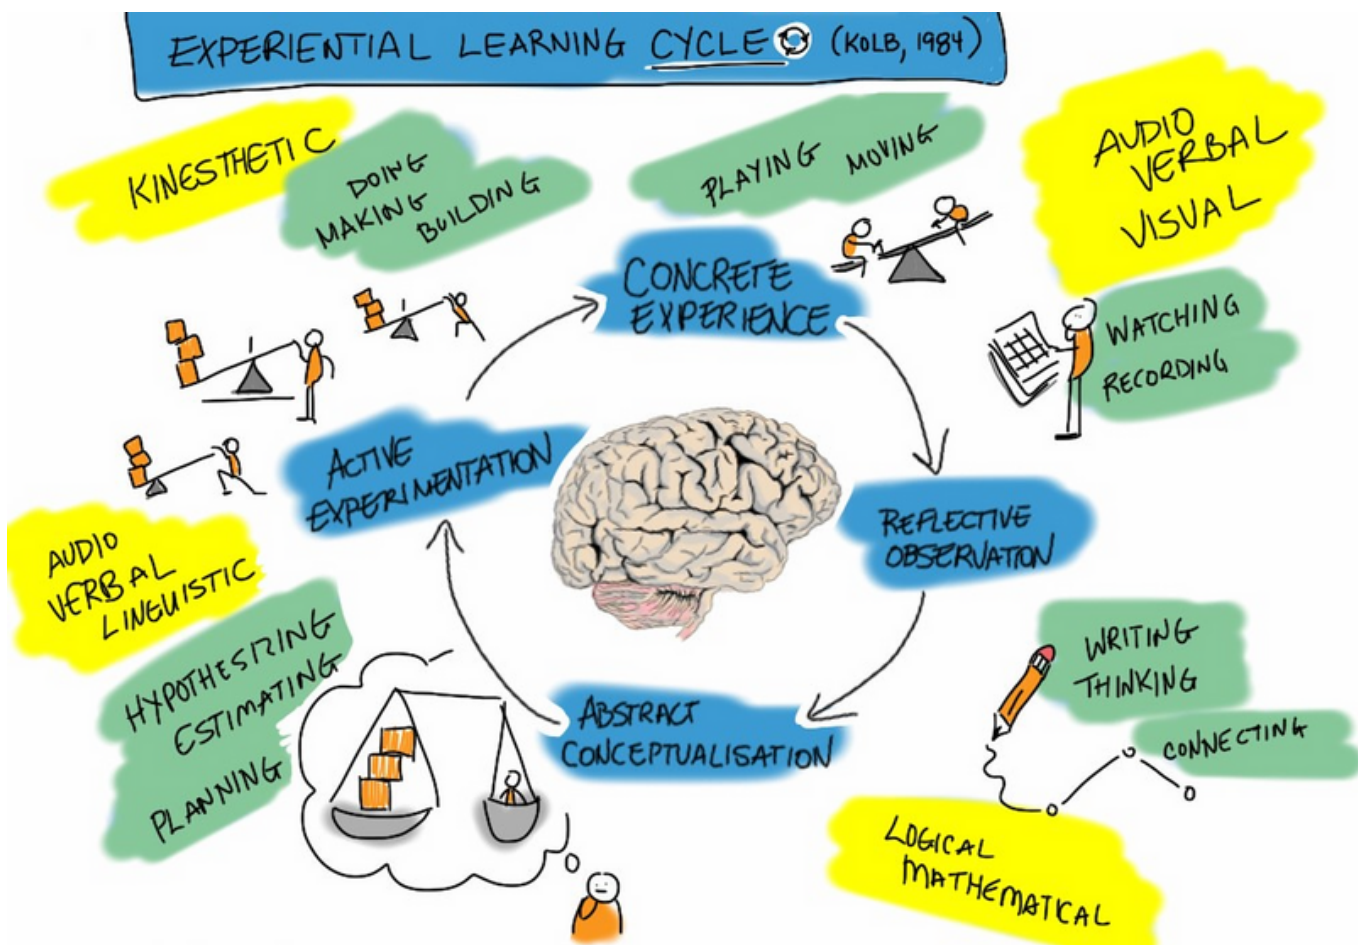 EXPERIENTIAL LEARNING CYCLE (KOLB, 1984)
KINESTHETIC
DOING
MAKING
BUILDING
PLAYING MOVING
AUDIO
VERBAL
VISUAL
CONCRETE
EXPERIENCE
WATCHING
RECORDING
ACTIVE
EXPERIMENTATION
REFLECTIVE
OBSERVATION
AUDIO
VERBAL
LINGUISTIC
HYPOTHESIZING
ESTIMATING
PLANNING
ABSTRACT
CONCEPTUALISATION
WRITING
THINKING
CONNECTING
LOGICAL
MATHEMATICAL